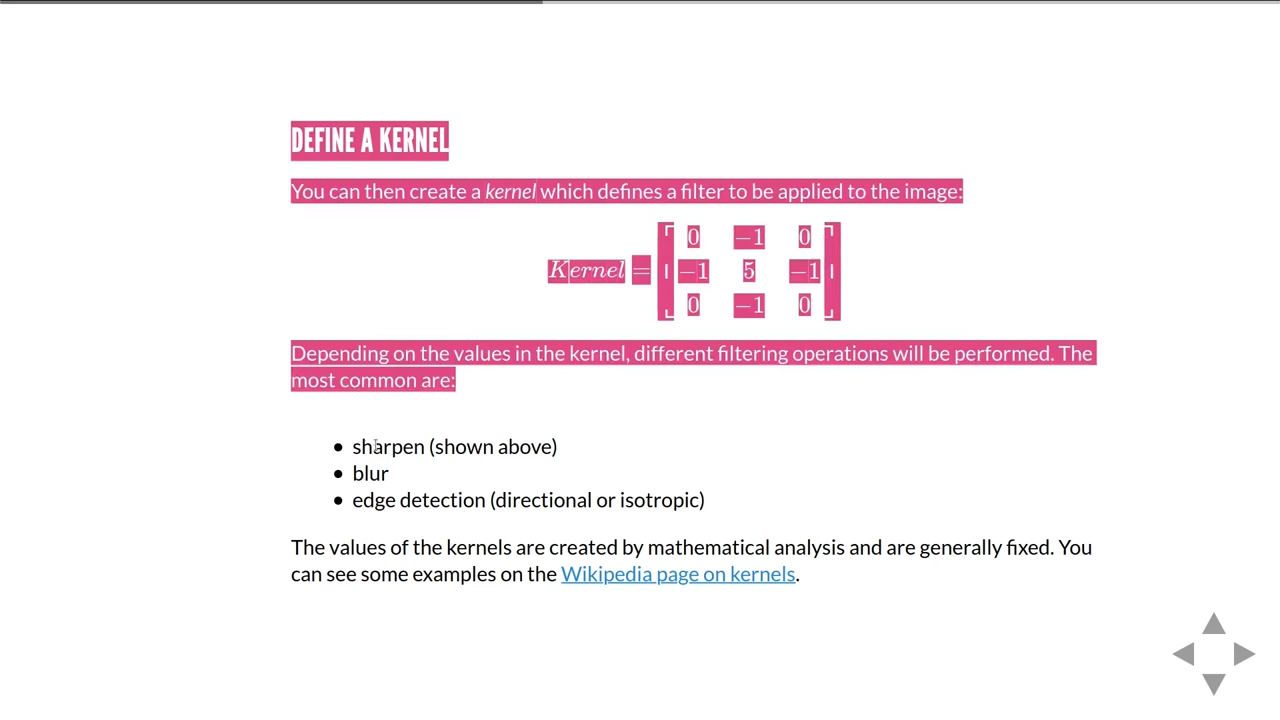 DEFINE A KERNEL
You can then create a kernel which defines a filter to be applied to the image:
0 −1 0
Kernel = −1 5 −1
0 −1 0
Depending on the values in the kernel, different filtering operations will be performed. The
most common are:
• sharpen (shown above)
• blur
• edge detection (directional or isotropic)
The values of the kernels are created by mathematical analysis and are generally fixed. You
can see some examples on the Wikipedia page on kernels.